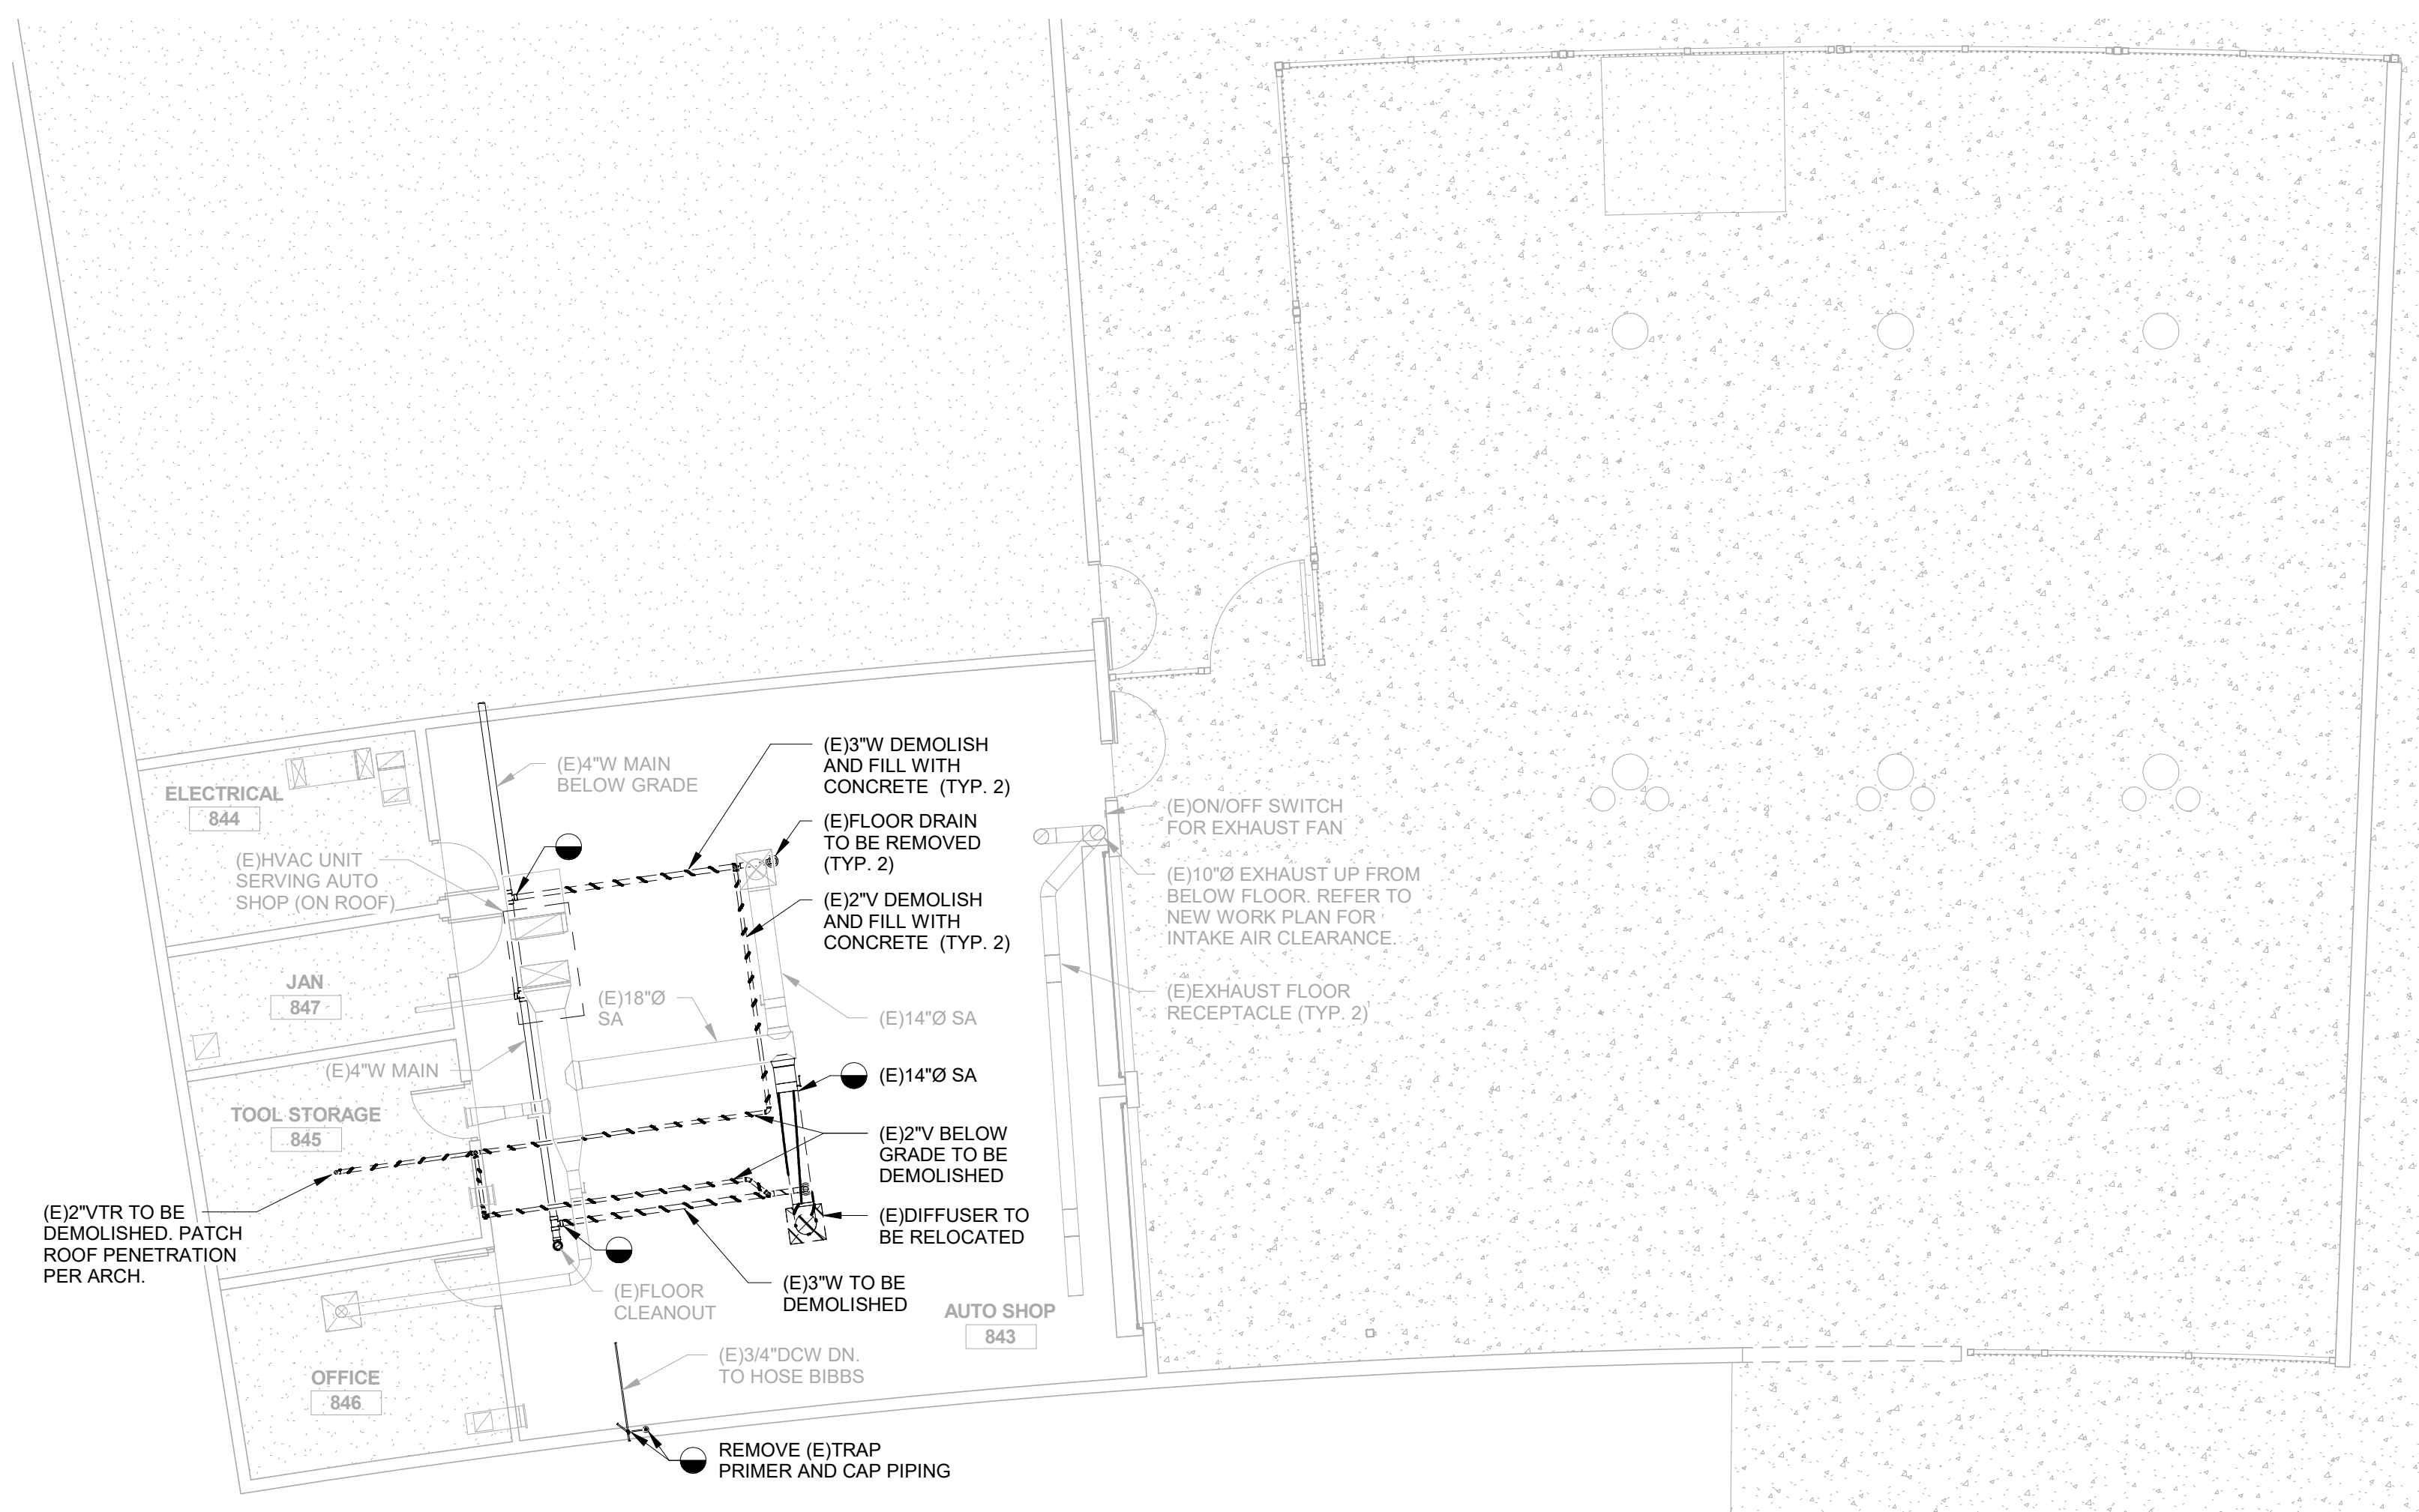 (E)4"W MAIN
BELOW GRADE
(E)3"W DEMOLISH
AND FILL WITH
CONCRETE (TYP. 2)
ELECTRICAL
844
(E)FLOOR DRAIN
TO BE REMOVED
(TYP. 2)
(E)ON/OFF SWITCH
FOR EXHAUST FAN
(E)HVAC UNIT
SERVING AUTO
SHOP (ON ROOF)
(E)2"V DEMOLISH
AND FILL WITH
CONCRETE (TYP. 2)
(E)10"Ø EXHAUST UP FROM
BELOW FLOOR. REFER TO
NEW WORK PLAN FOR
INTAKE AIR CLEARANCE.
JAN
847
(E)18"Ø
SA
(E)14"Ø SA
(E)EXHAUST FLOOR
RECEPTACLE (TYP. 2)
(E)4"W MAIN
(E)14"Ø SA
TOOL STORAGE
845
(E)2"V BELOW
GRADE TO BE
DEMOLISHED
(E)2"VTR TO BE
DEMOLISHED. PATCH
ROOF PENETRATION
PER ARCH.
(E)DIFFUSER TO
BE RELOCATED
(E)FLOOR
CLEANOUT
(E)3"W TO BE
DEMOLISHED
AUTO SHOP
843
(E)3/4"DCW DN.
TO HOSE BIBBS
OFFICE
846
REMOVE (E)TRAP
PRIMER AND CAP PIPING